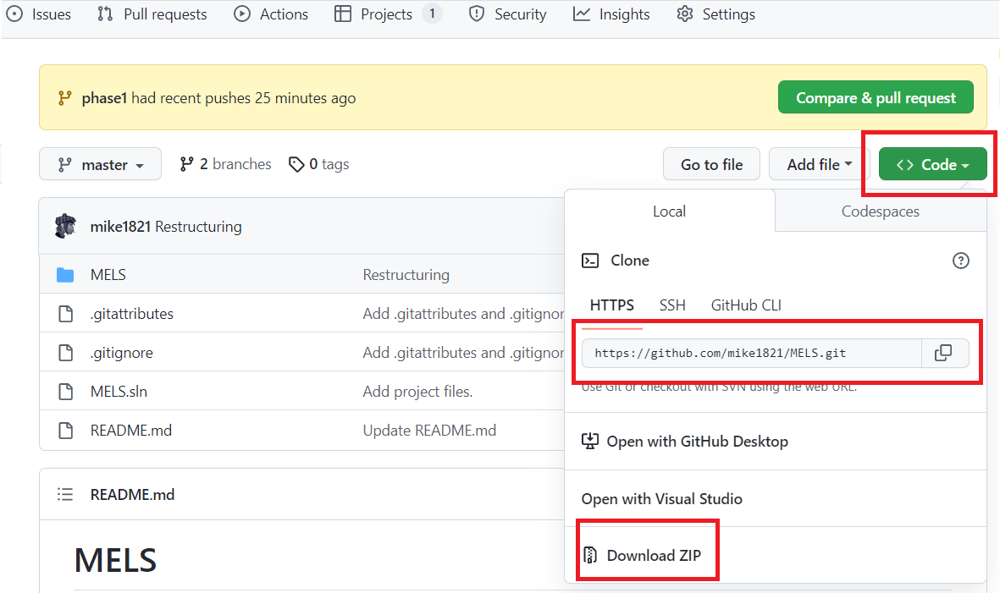 Issues Pull requests Actions Projects 1 Security Insights Settings
phase1 had recent pushes 25 minutes ago Compare & pull request
master 2 branches 0 tags Go to file Add file <> Code
mike1821 Restructuring
MELS Restructuring
.gitattributes Add .gitattributes and .gitignor
.gitignore Add .gitattributes and .gitignor
MELS.sln Add project files.
README.md Update README.md
README.md
MELS
Local Codespaces
Clone
HTTPS SSH GitHub CLI
https://github.com/mike1821/MELS.git
Use Git or checkout with SVN using the web URL.
Open with GitHub Desktop
Open with Visual Studio
Download ZIP